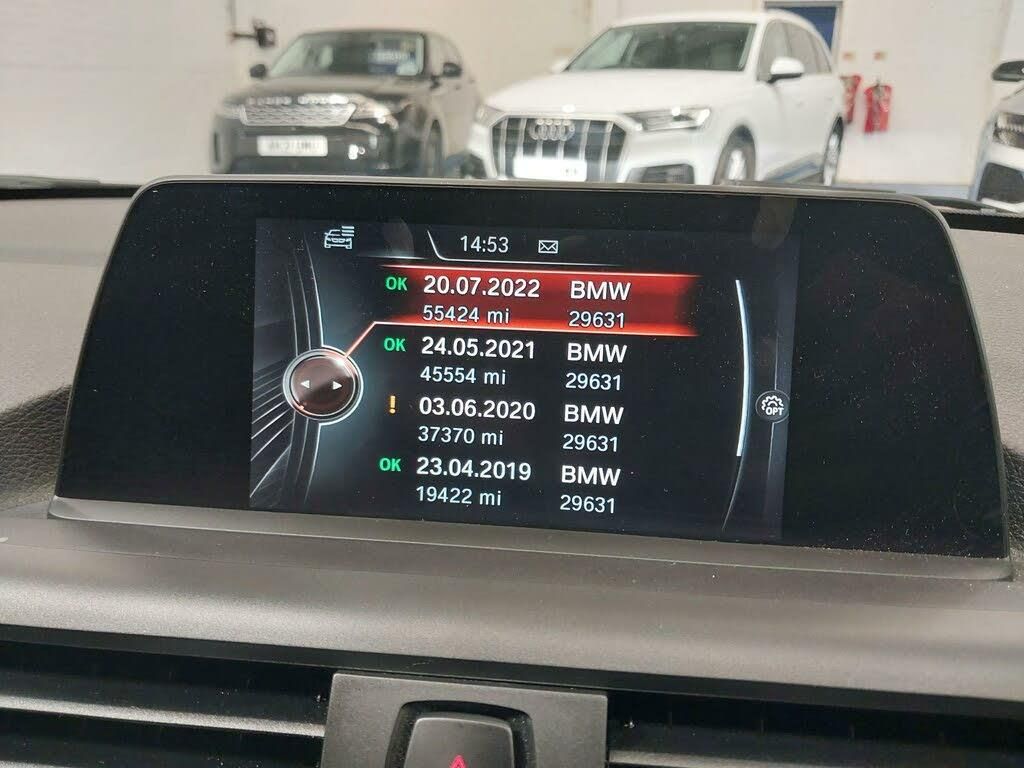 14:53
OK 20.07.2022 BMW
55424 mi 29631
OK 24.05.2021 BMW
45554 mi 29631
! 03.06.2020 BMW
37370 mi 29631
OK 23.04.2019 BMW
19422 mi 29631
OPT